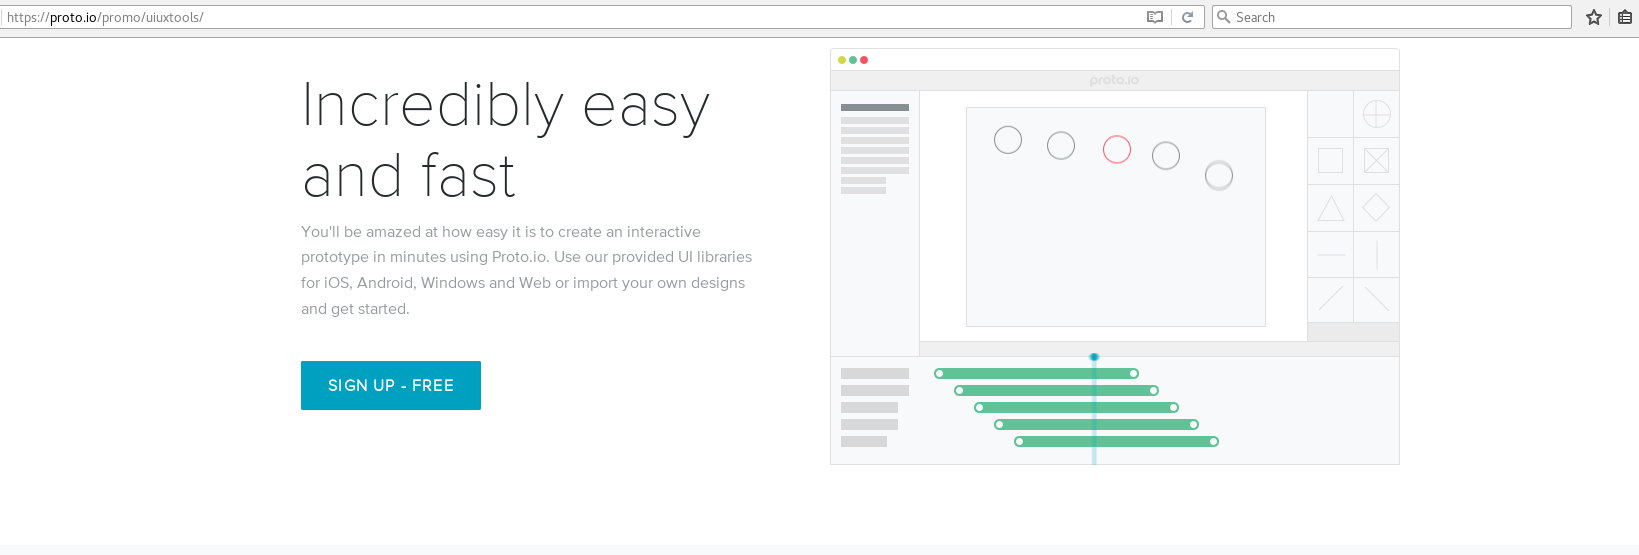 https://proto.io/promo/uiuxtools/
Search
proto.io
Incredibly easy
and fast
You'll be amazed at how easy it is to create an interactive
prototype in minutes using Proto.io. Use our provided UI libraries
for iOS, Android, Windows and Web or import your own designs
and get started.
SIGN UP - FREE